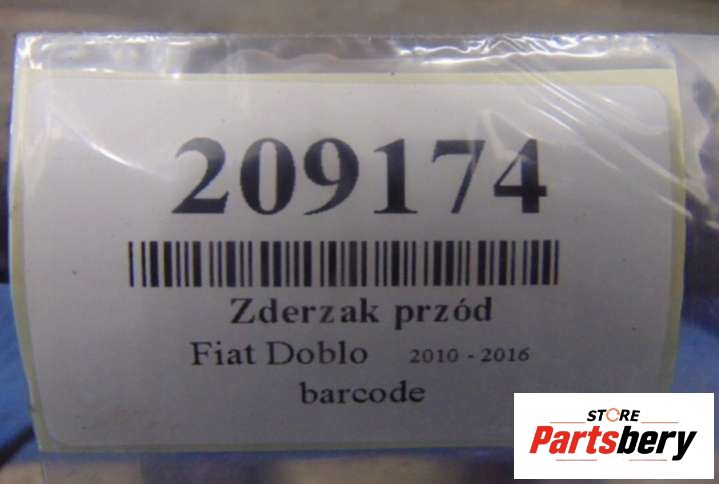 209174
Zderzak przód
Fiat Doblo 2010 - 2016
barcode
STORE
Partsbery